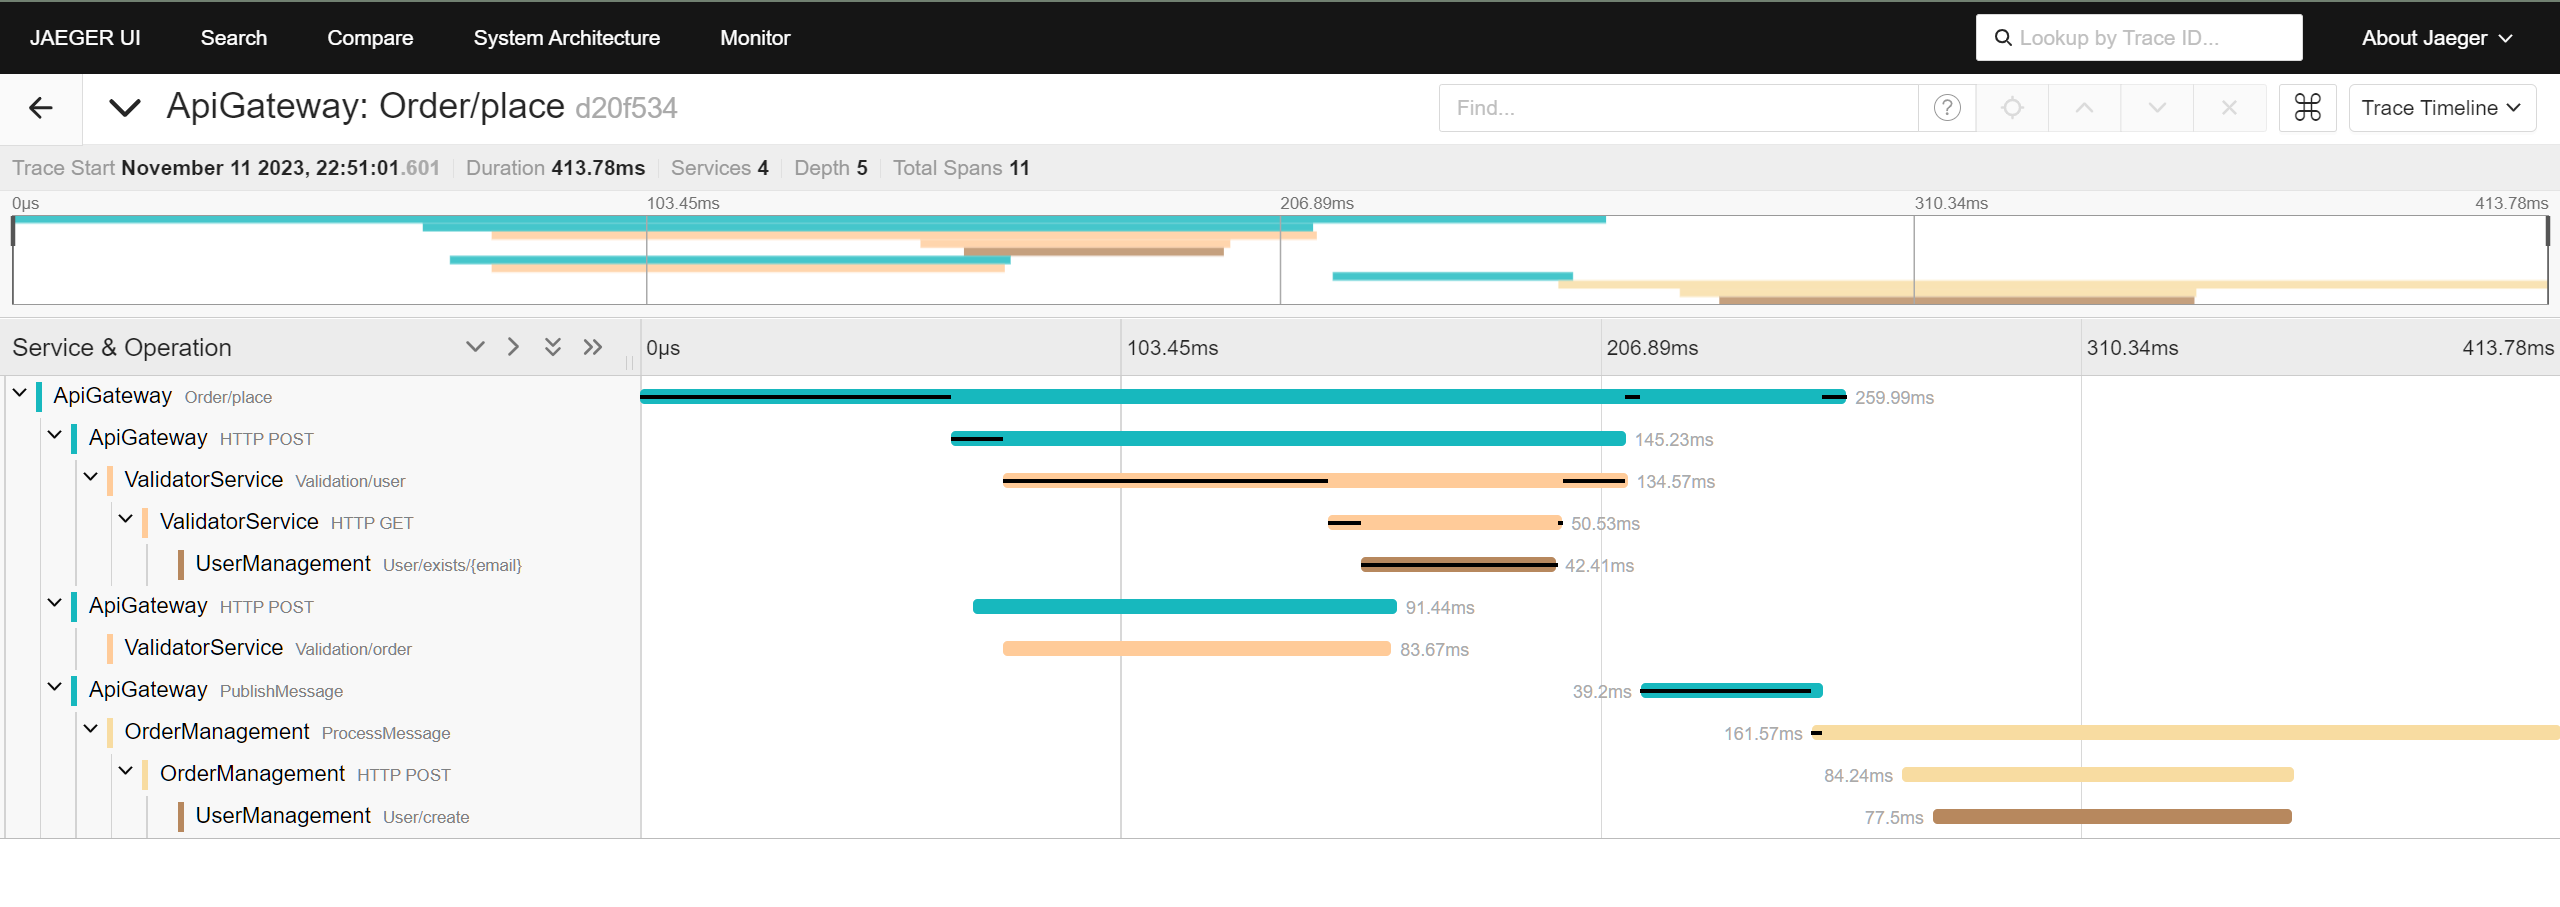 JAEGER UI Search Compare System Architecture Monitor Lookup by Trace ID... About Jaeger
ApiGateway: Order/place d20f534 Find... ? Trace Timeline
Trace Start November 11 2023, 22:51:01.601 Duration 413.78ms Services 4 Depth 5 Total Spans 11
0μs 103.45ms 206.89ms 310.34ms 413.78ms
Service & Operation 0μs 103.45ms 206.89ms 310.34ms 413.78ms
ApiGateway Order/place 259.99ms
ApiGateway HTTP POST 145.23ms
ValidatorService Validation/user 134.57ms
ValidatorService HTTP GET 50.53ms
UserManagement User/exists/{email} 42.41ms
ApiGateway HTTP POST 91.44ms
ValidatorService Validation/order 83.67ms
ApiGateway PublishMessage 39.2ms
OrderManagement ProcessMessage 161.57ms
OrderManagement HTTP POST 84.24ms
UserManagement User/create 77.5ms